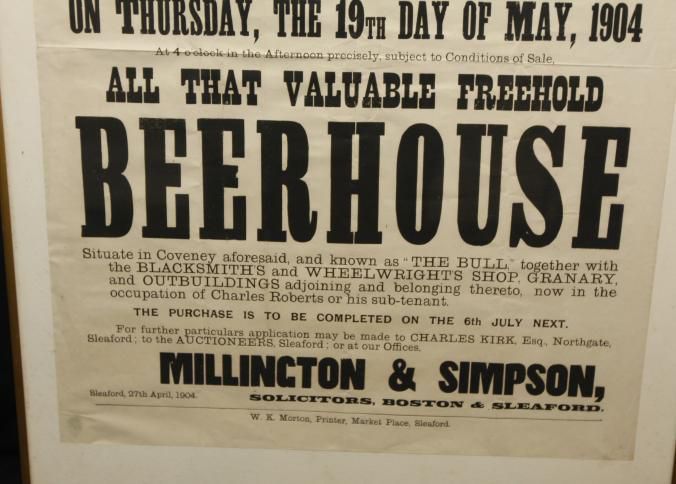 ON THURSDAY, THE 19TH DAY OF MAY, 1904
At 4 o'clock in the Afternoon precisely, subject to Conditions of Sale,
ALL THAT VALUABLE FREEHOLD
BEERHOUSE
Situate in Coveney aforesaid, and known as "THE BULL," together with
the BLACKSMITH'S and WHEELWRIGHT'S SHOP, GRANARY,
and OUTBUILDINGS adjoining and belonging thereto, now in the
occupation of Charles Roberts or his sub-tenant.
THE PURCHASE IS TO BE COMPLETED ON THE 6th JULY NEXT.
For further particulars application may be made to CHARLES KIRK, Esq., Northgate,
Sleaford; to the AUCTIONEERS, Sleaford; or at our Offices.
MILLINGTON & SIMPSON,
SOLICITORS, BOSTON & SLEAFORD.
Sleaford, 27th April, 1904.
W. K. Morton, Printer, Market Place, Sleaford.